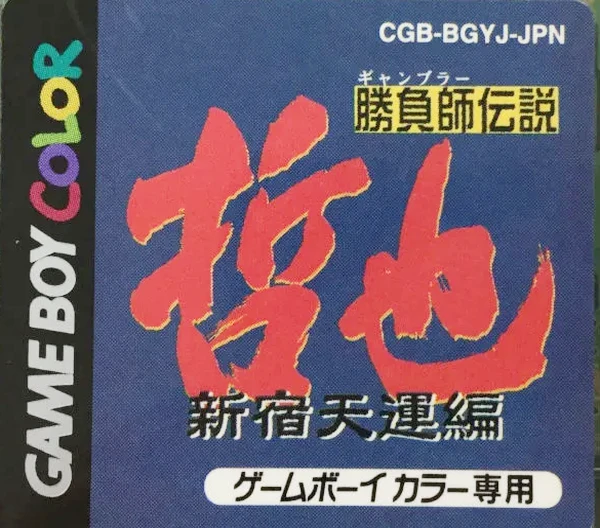 GAME BOY COLOR
CGB-BGYJ-JPN
ギャンブラー
勝負師伝説
哲也
新宿天運編
ゲームボーイカラー専用